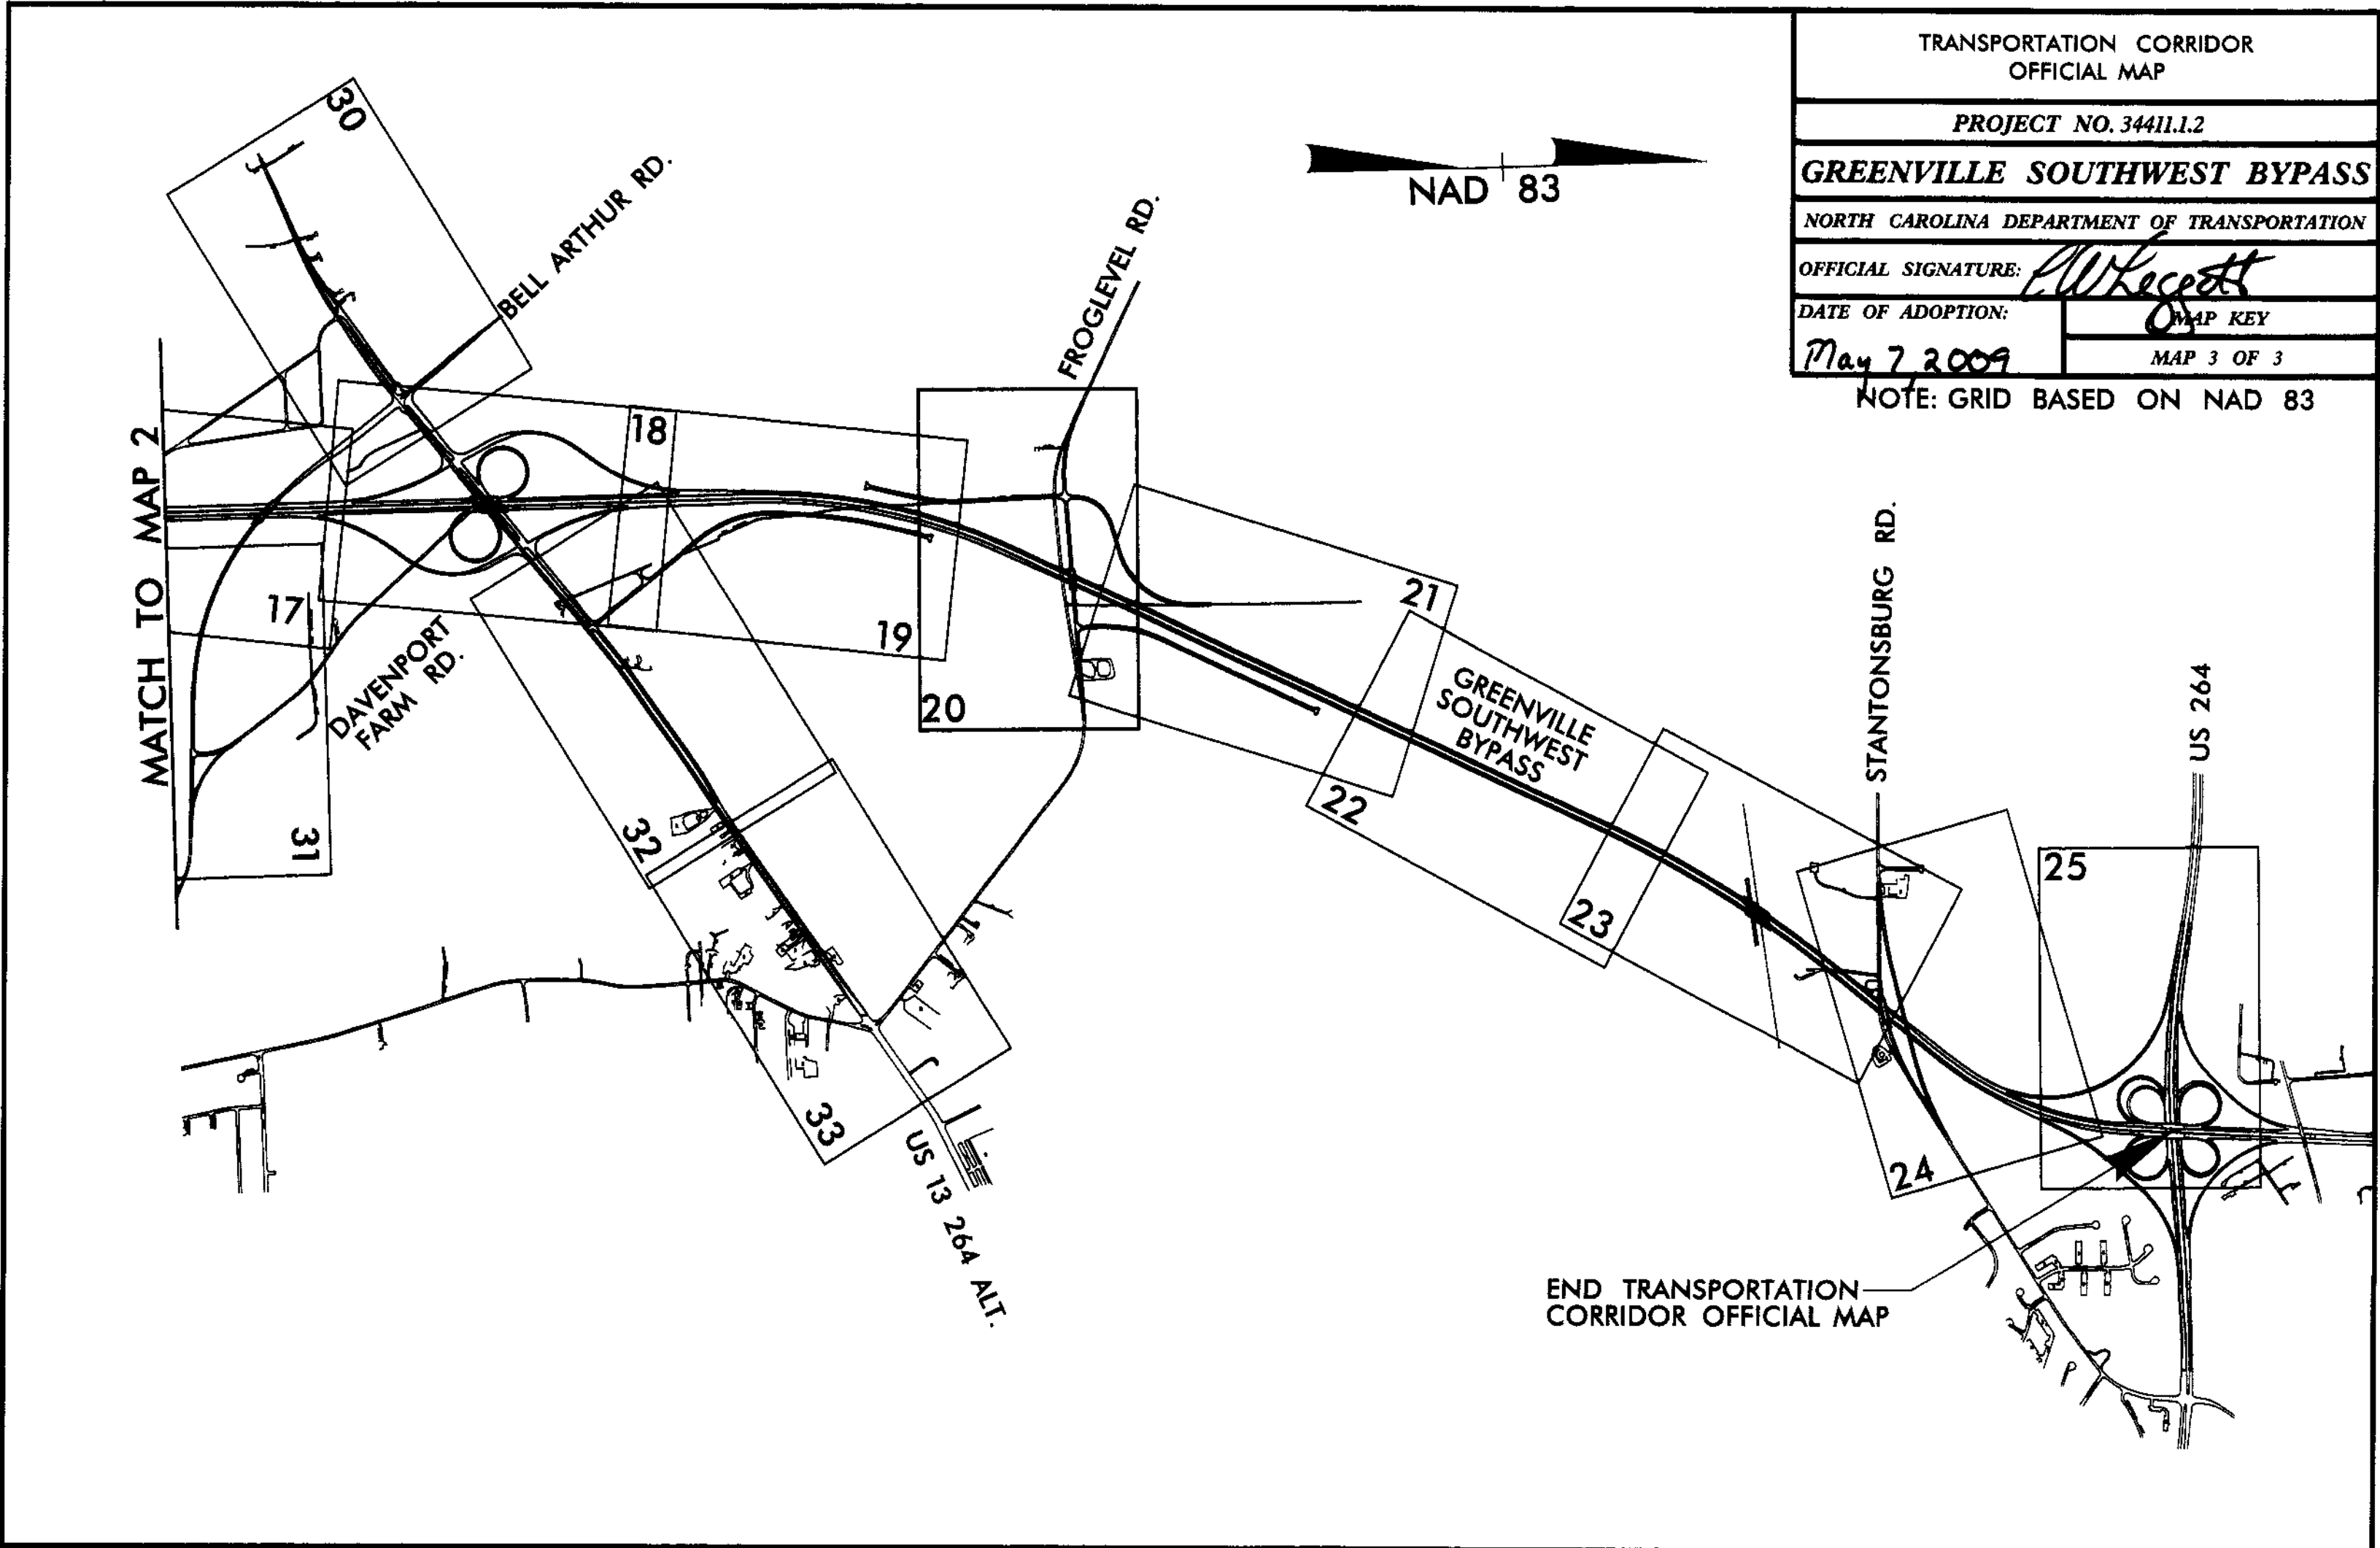 TRANSPORTATION CORRIDOR
OFFICIAL MAP
PROJECT NO. 34411.1.2
GREENVILLE SOUTHWEST BYPASS
NORTH CAROLINA DEPARTMENT OF TRANSPORTATION
OFFICIAL SIGNATURE:
DATE OF ADOPTION:
May 7, 2009
MAP KEY
MAP 3 OF 3
NOTE: GRID BASED ON NAD 83
NAD 83
30
BELL ARTHUR RD.
FROGLEVEL RD.
MATCH TO MAP 2
18
17
DAVENPORT
FARM RD.
19
20
21
GREENVILLE
SOUTHWEST
BYPASS
22
STANTONSBURG RD.
US 264
31
32
23
25
33
US 13 264 ALT.
24
END TRANSPORTATION
CORRIDOR OFFICIAL MAP